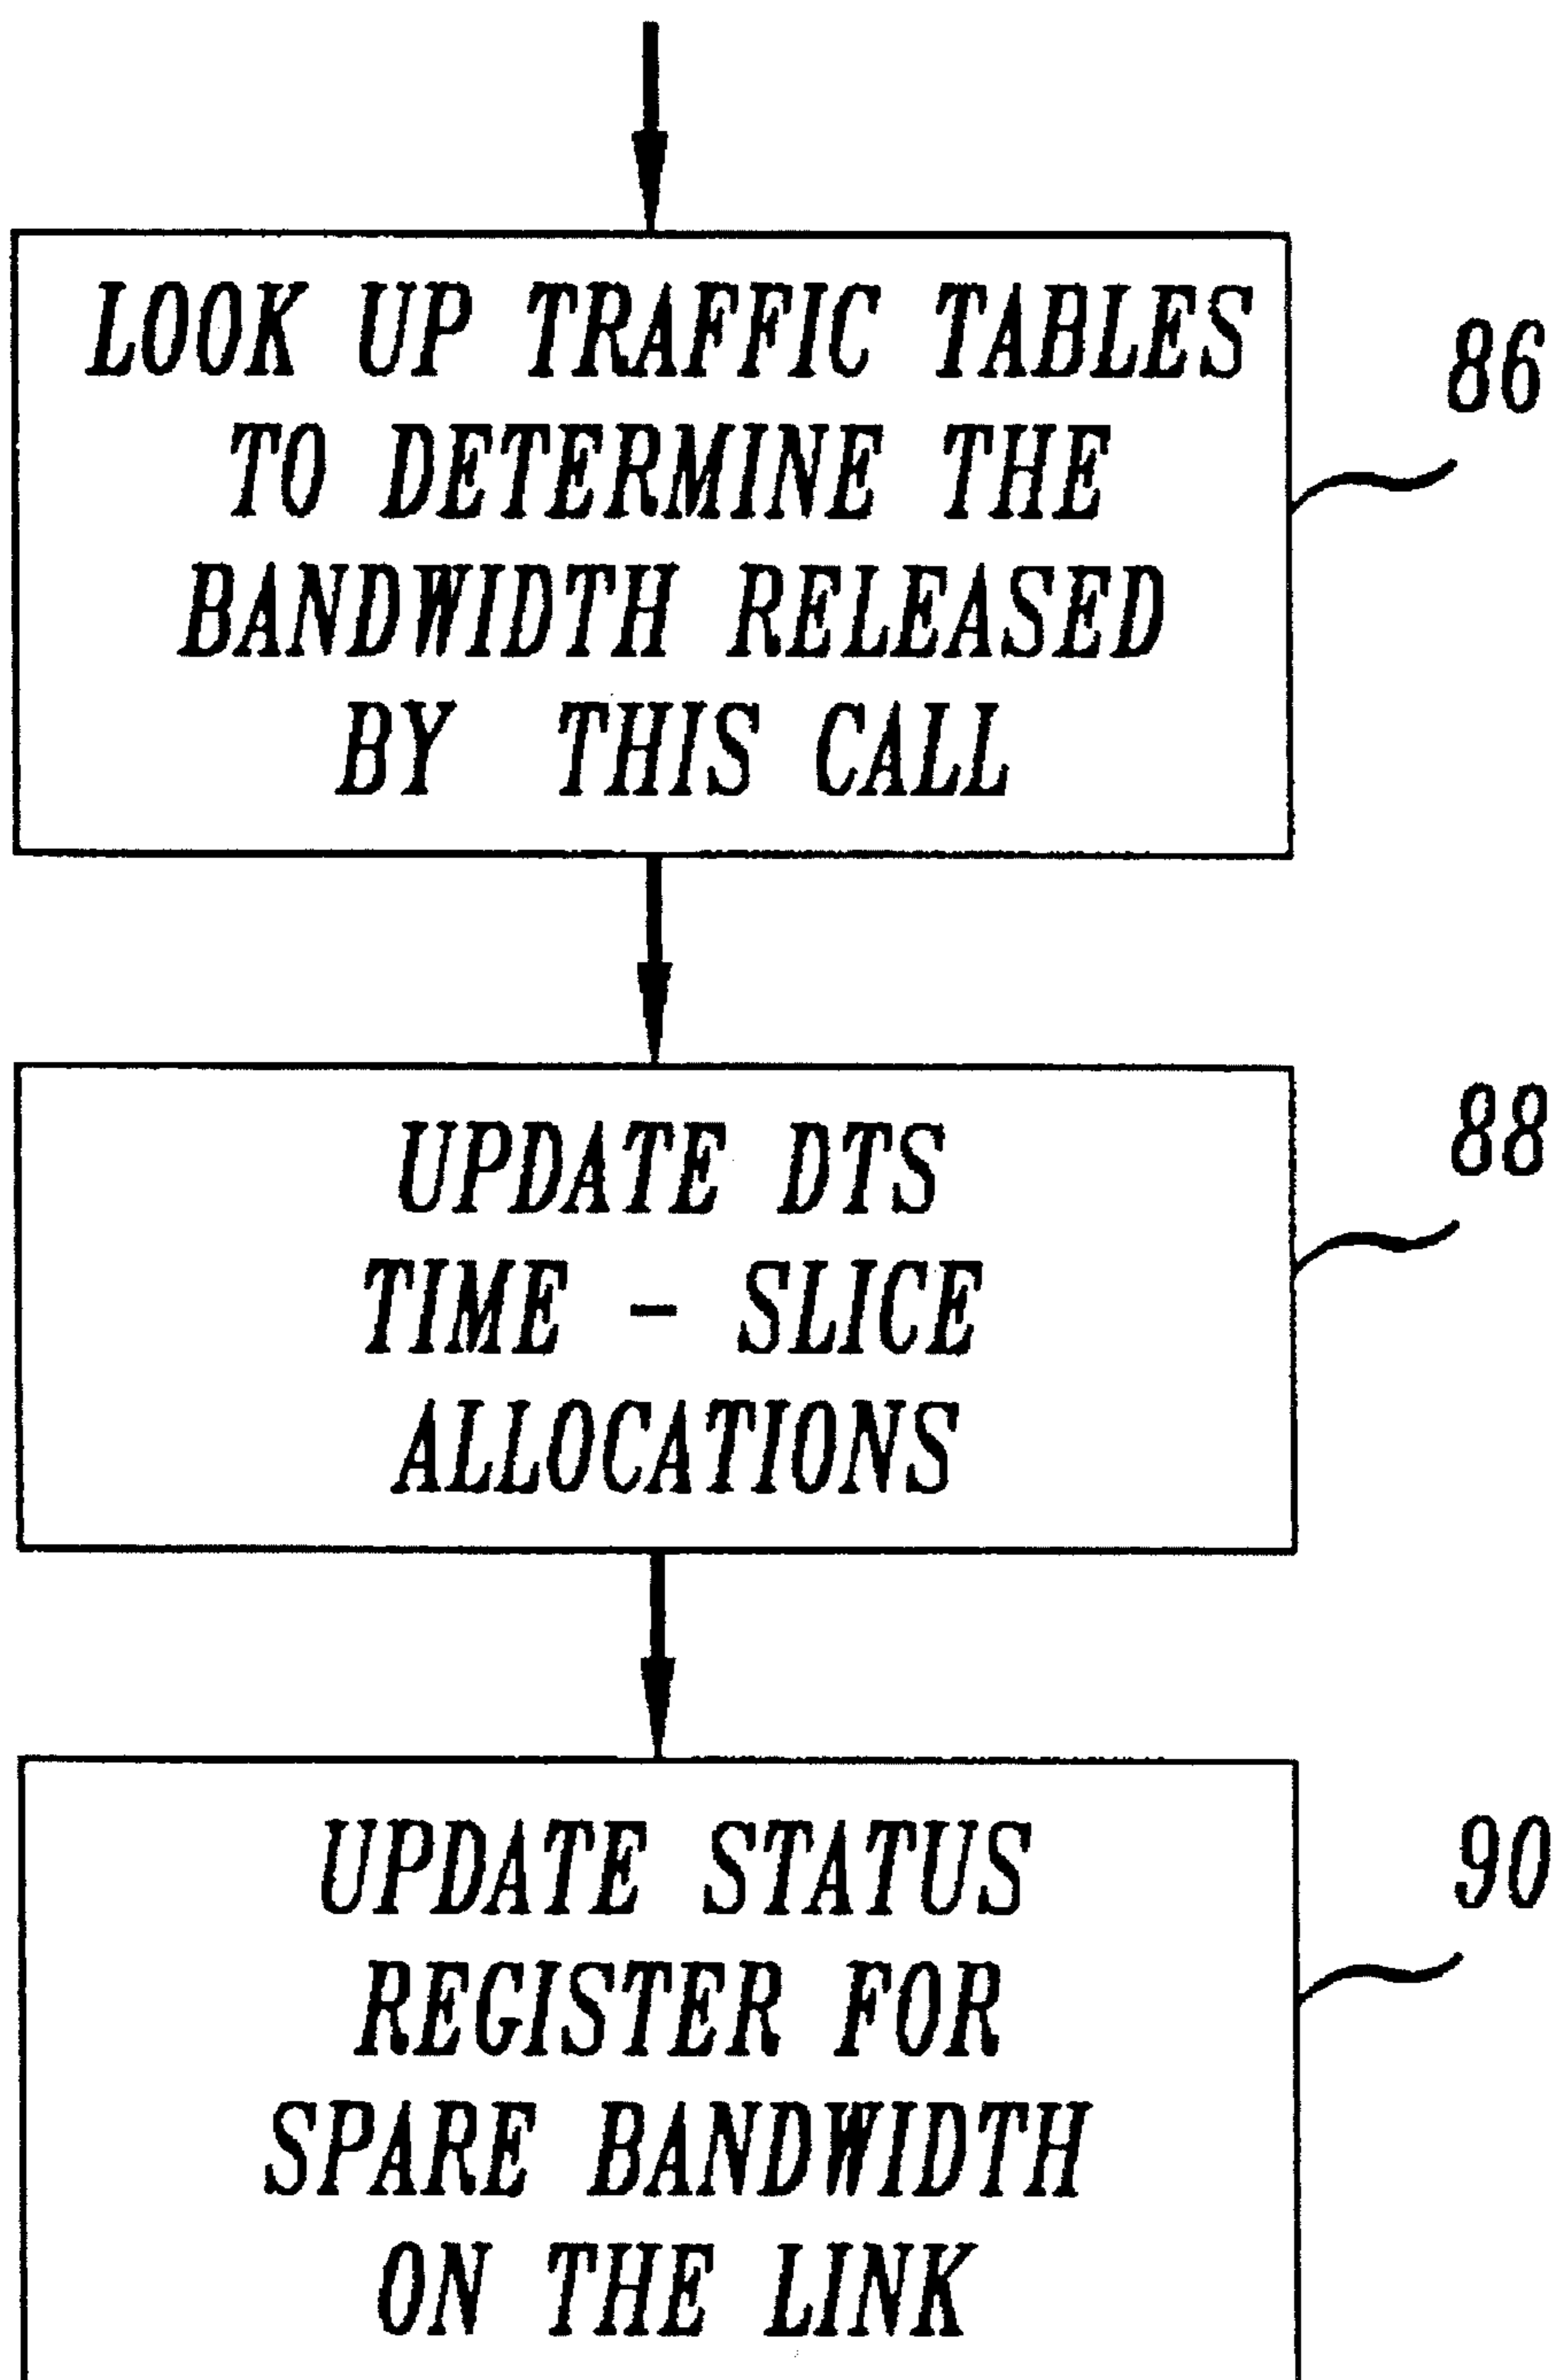 LOOK UP TRAFFIC TABLES
TO DETERMINE THE
BANDWIDTH RELEASED
BY THIS CALL
86
UPDATE DTS
TIME - SLICE
ALLOCATIONS
88
UPDATE STATUS
REGISTER FOR
SPARE BANDWIDTH
ON THE LINK
90